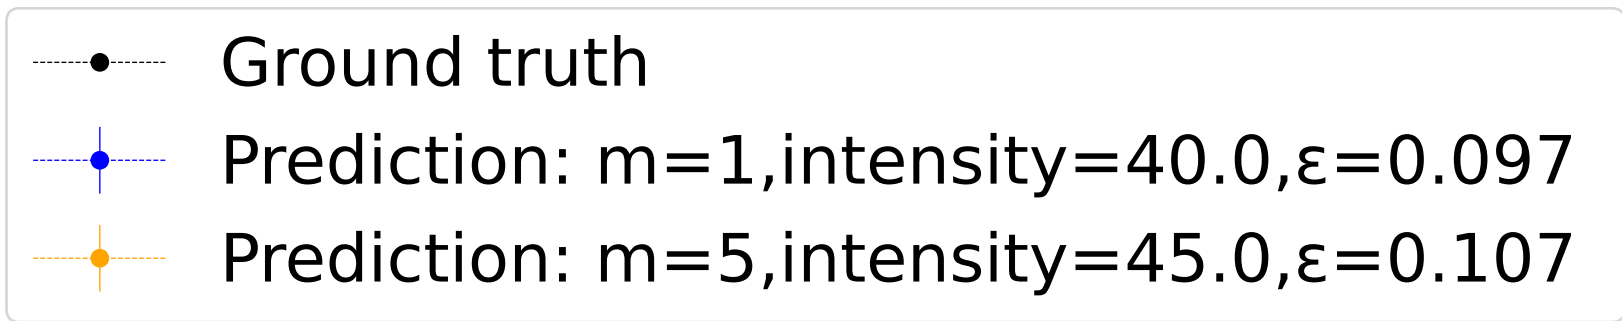 Ground truth
Prediction: m=1,intensity=40.0,ε=0.097
Prediction: m=5,intensity=45.0,ε=0.107